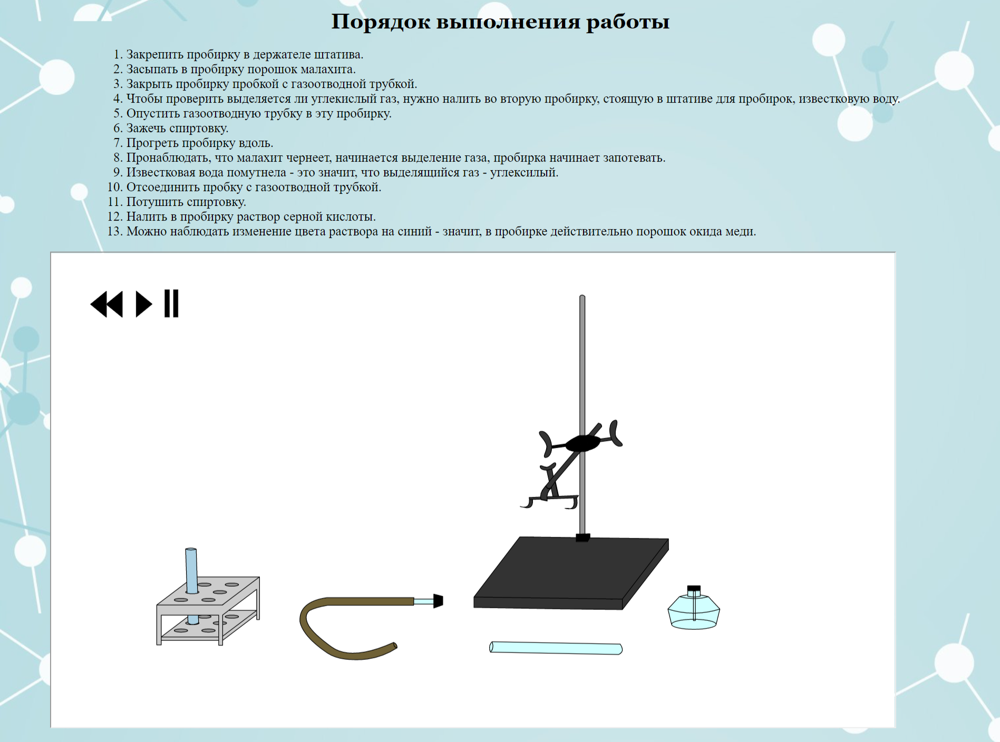 Порядок выполнения работы
1. Закрепить пробирку в держателе штатива.
2. Засыпать в пробирку порошок малахита.
3. Закрыть пробирку пробкой с газоотводной трубкой.
4. Чтобы проверить выделяется ли углекислый газ, нужно налить во вторую пробирку, стоящую в штативе для пробирок, известковую воду.
5. Опустить газоотводную трубку в эту пробирку.
6. Зажечь спиртовку.
7. Прогреть пробирку вдоль.
8. Пронаблюдать, что малахит чернеет, начинается выделение газа, пробирка начинает запотевать.
9. Известковая вода помутнела - это значит, что выделящийся газ - углексилый.
10. Отсоединить пробку с газоотводной трубкой.
11. Потушить спиртовку.
12. Налить в пробирку раствор серной кислоты.
13. Можно наблюдать изменение цвета раствора на синий - значит, в пробирке действительно порошок окида меди.